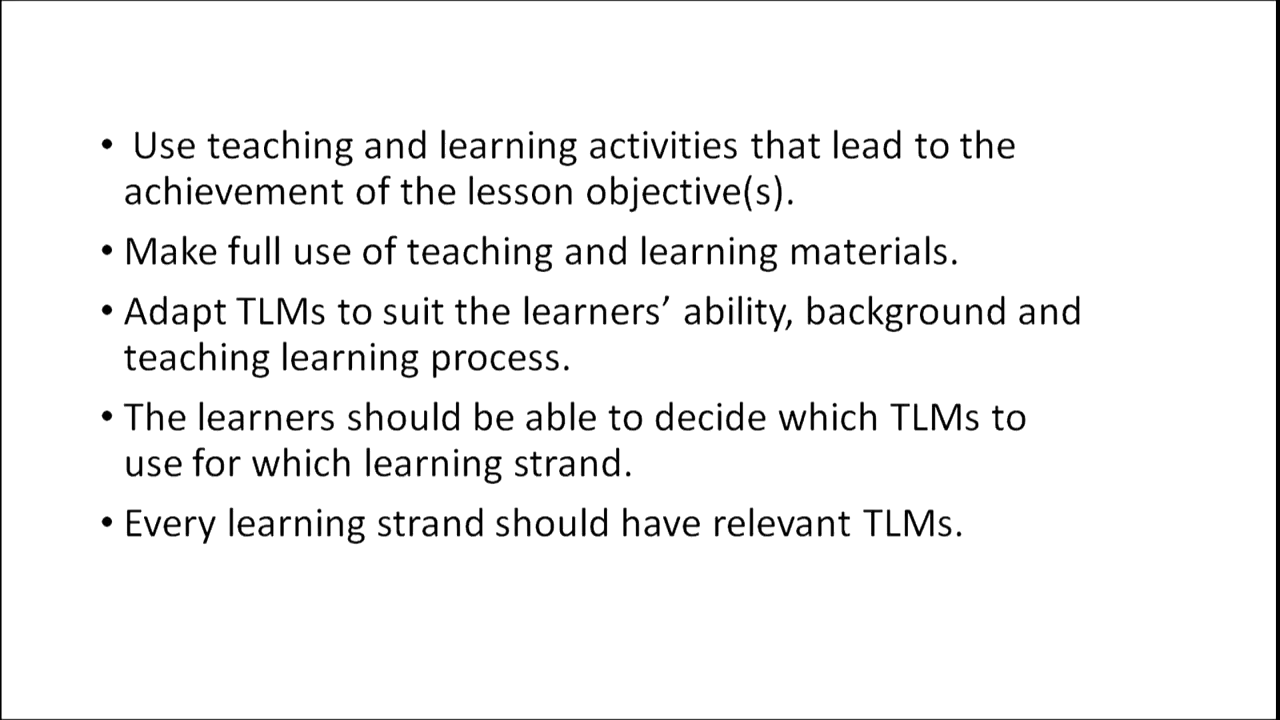 • Use teaching and learning activities that lead to the
achievement of the lesson objective(s).
• Make full use of teaching and learning materials.
• Adapt TLMs to suit the learners’ ability, background and
teaching learning process.
• The learners should be able to decide which TLMs to
use for which learning strand.
• Every learning strand should have relevant TLMs.